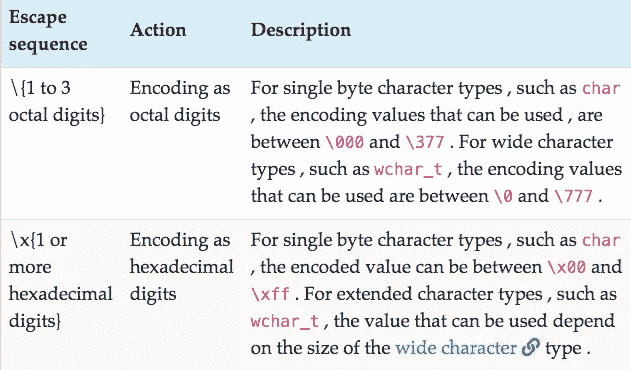 Escape
sequence
Action
Description
\{1 to 3
octal digits}
Encoding as
octal digits
For single byte character types , such as char
, the encoding values that can be used , are
between \000 and \377 . For wide character
types , such as wchar_t , the encoding values
that can be used are between \0 and \777 .
\x{1 or
more
hexadecimal
digits}
Encoding as
hexadecimal
digits
For single byte character types , such as char
, the encoded value can be between \x00 and
\xff . For extended character types , such as
wchar_t , the value that can be used depend
on the size of the wide character type .